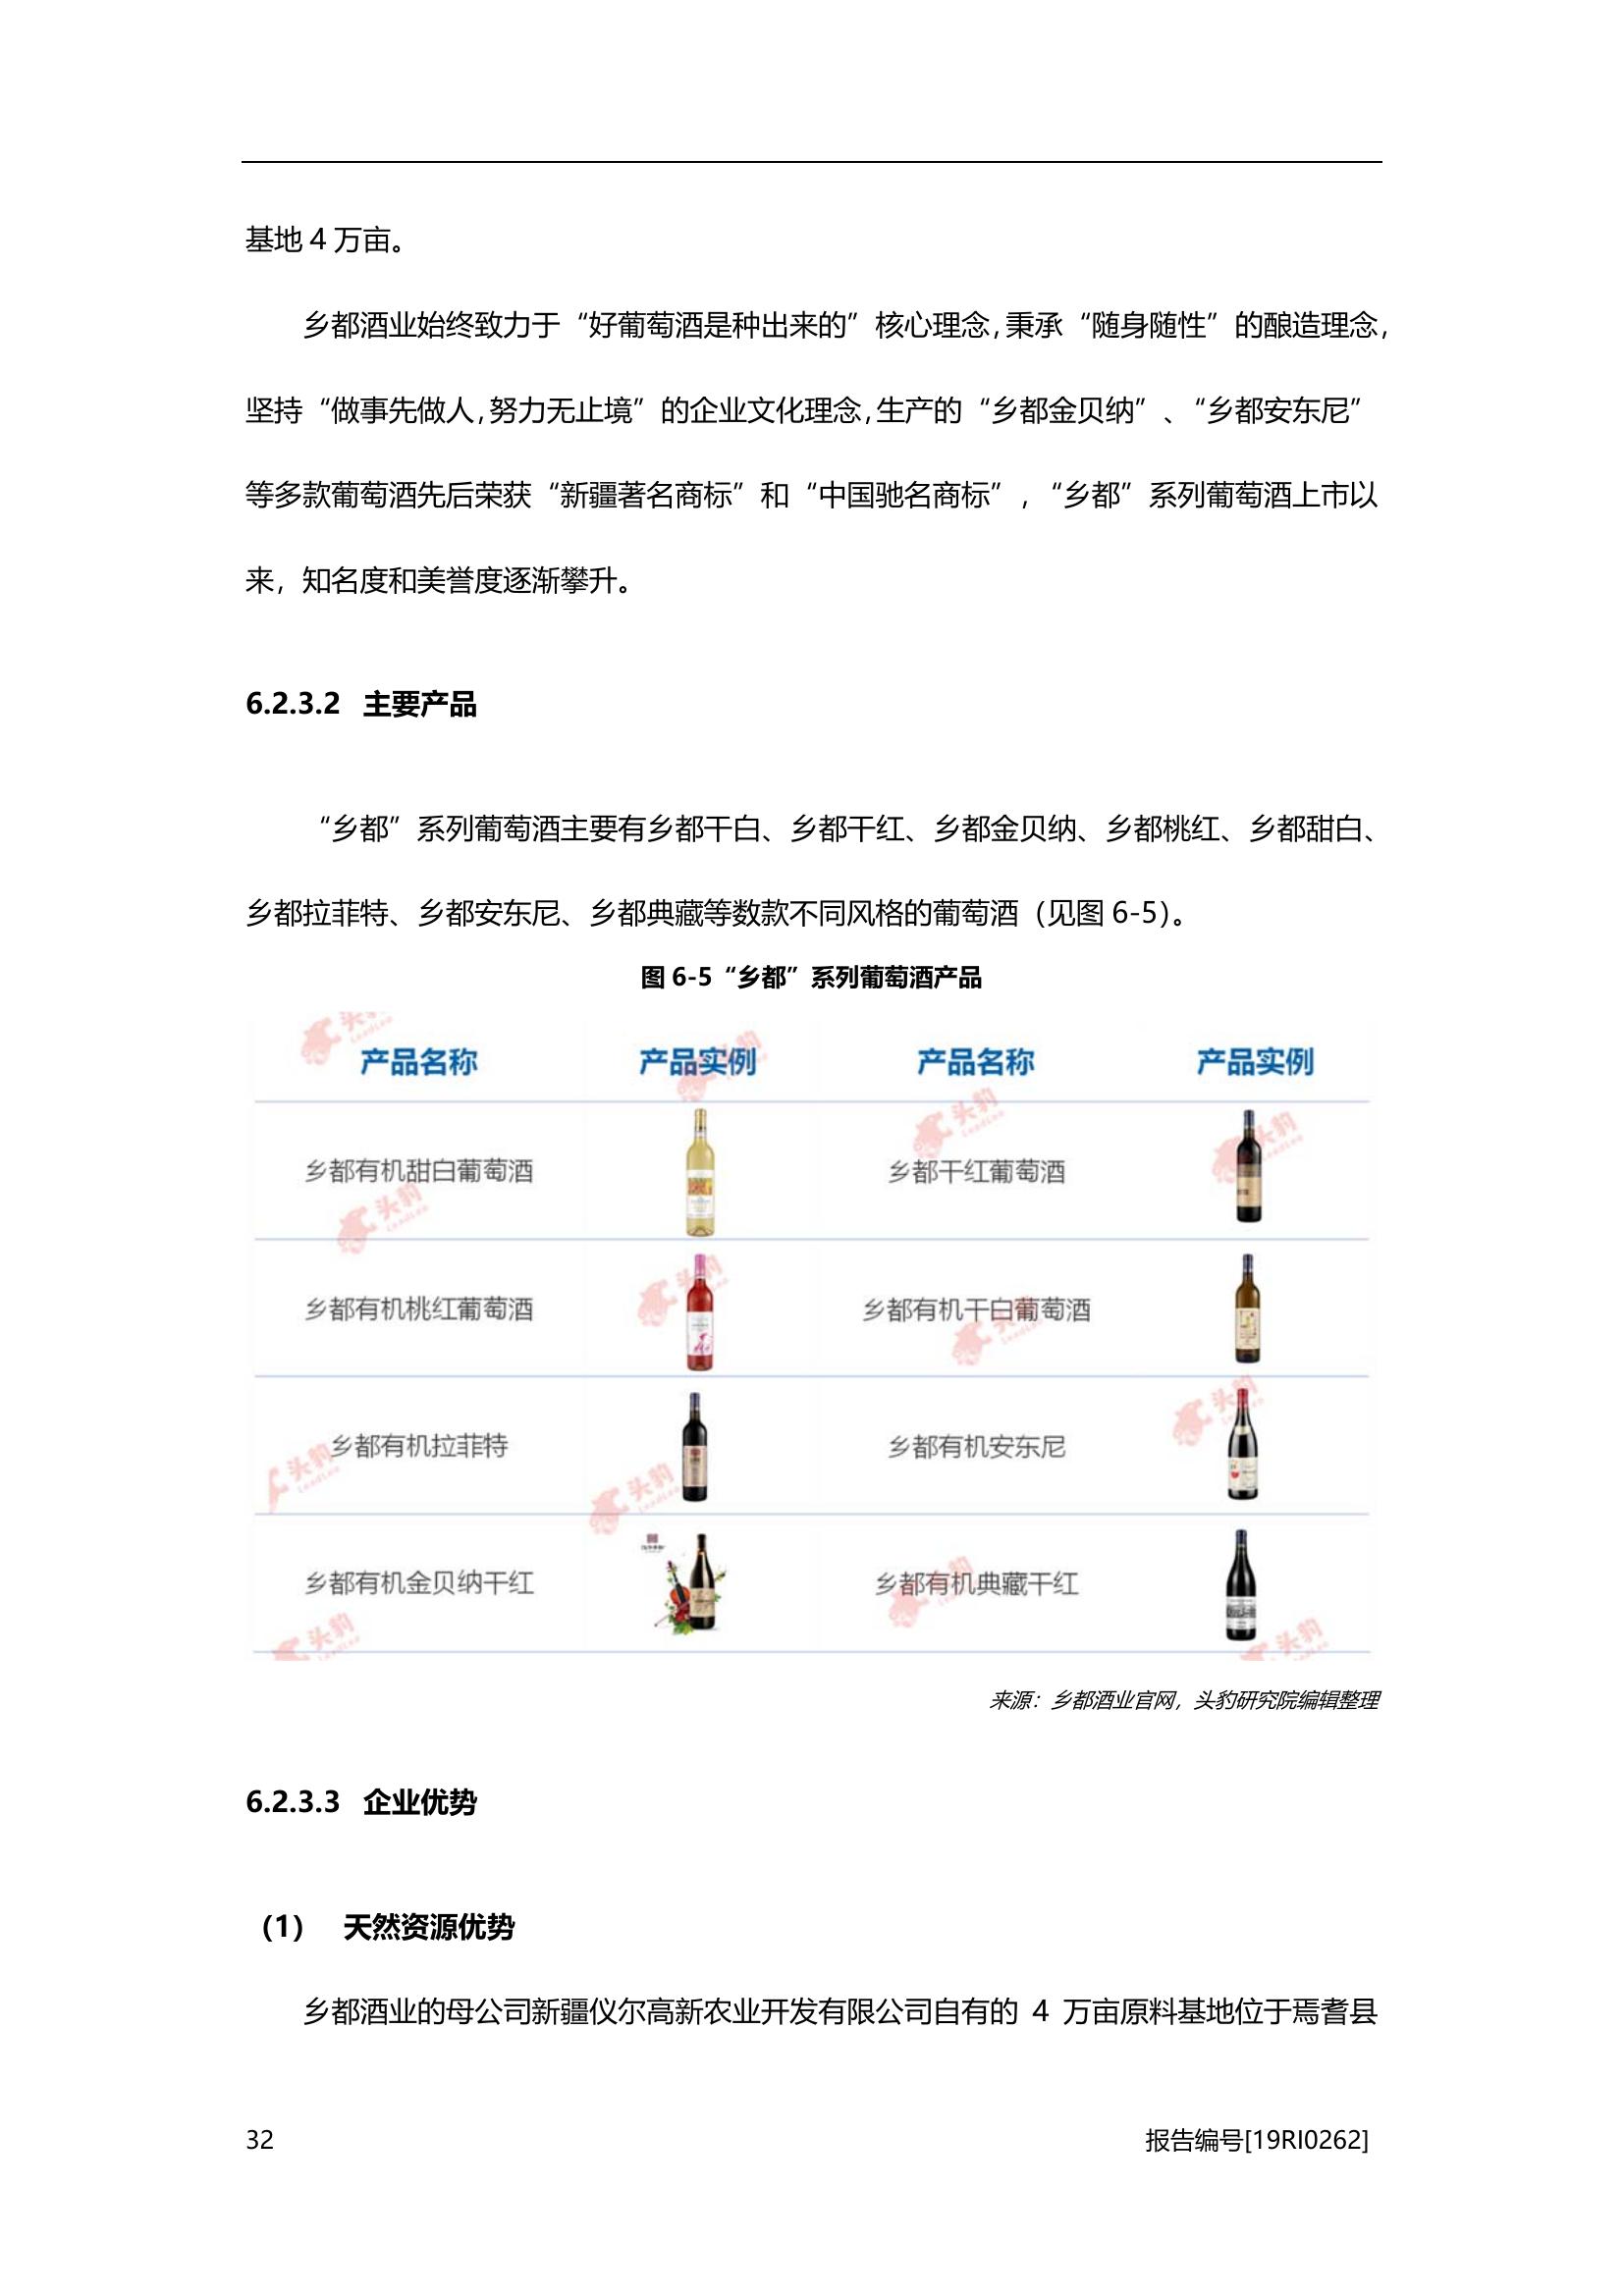 基地 4 万亩。
乡都酒业始终致力于“好葡萄酒是种出来的”核心理念，秉承“随身随性”的酿造理念，
坚持“做事先做人，努力无止境”的企业文化理念，生产的“乡都金贝纳”、“乡都安东尼”
等多款葡萄酒先后荣获“新疆著名商标”和“中国驰名商标”，“乡都”系列葡萄酒上市以
来，知名度和美誉度逐渐攀升。
6.2.3.2 主要产品
“乡都”系列葡萄酒主要有乡都干白、乡都干红、乡都金贝纳、乡都桃红、乡都甜白、
乡都拉菲特、乡都安东尼、乡都典藏等数款不同风格的葡萄酒（见图 6-5）。
图 6-5“乡都”系列葡萄酒产品
产品名称 产品实例 产品名称 产品实例
乡都有机甜白葡萄酒 乡都干红葡萄酒
乡都有机桃红葡萄酒 乡都有机干白葡萄酒
乡都有机拉菲特 乡都有机安东尼
乡都有机金贝纳干红 乡都有机典藏干红
来源：乡都酒业官网，头豹研究院编辑整理
6.2.3.3 企业优势
（1） 天然资源优势
乡都酒业的母公司新疆仪尔高新农业开发有限公司自有的 4 万亩原料基地位于焉耆县
32 报告编号[19RI0262]